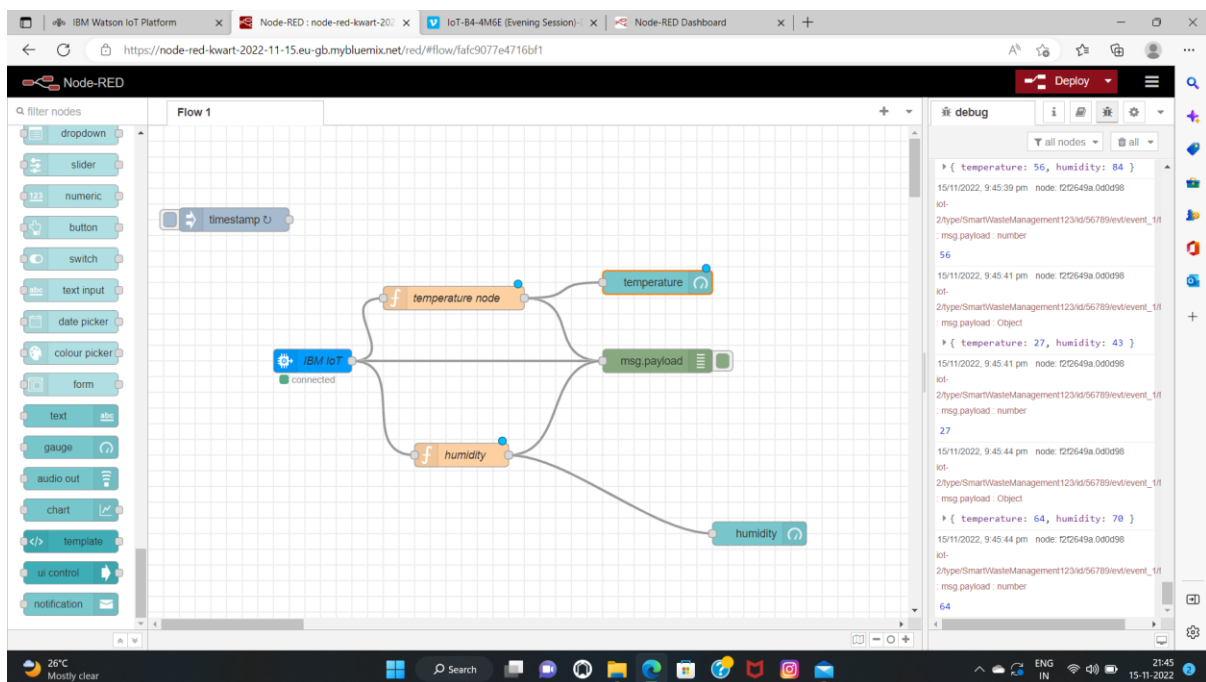 IBM Watson IoT Platform
Node-RED : node-red-kwart-202
IoT-B4-4M6E (Evening Session)-
Node-RED Dashboard
https://node-red-kwart-2022-11-15.eu-gb.mybluemix.net/red/#flow/fafc9077e4716bf1
Node-RED
Deploy
filter nodes
Flow 1
debug
all nodes
all
dropdown
slider
numeric
button
switch
text input
date picker
colour picker
form
text
gauge
audio out
chart
template
ui control
notification
timestamp ↻
temperature node
temperature
IBM IoT
connected
msg.payload
humidity
humidity
{ temperature: 56, humidity: 84 }
15/11/2022, 9:45:39 pm node: f2f2649a.0d0d98
iot-
2/type/SmartWasteManagement123/id/56789/evt/event_1/f
: msg.payload : number
56
15/11/2022, 9:45:41 pm node: f2f2649a.0d0d98
iot-
2/type/SmartWasteManagement123/id/56789/evt/event_1/f
: msg.payload : Object
{ temperature: 27, humidity: 43 }
15/11/2022, 9:45:41 pm node: f2f2649a.0d0d98
iot-
2/type/SmartWasteManagement123/id/56789/evt/event_1/f
: msg.payload : number
27
15/11/2022, 9:45:44 pm node: f2f2649a.0d0d98
iot-
2/type/SmartWasteManagement123/id/56789/evt/event_1/f
: msg.payload : Object
{ temperature: 64, humidity: 70 }
15/11/2022, 9:45:44 pm node: f2f2649a.0d0d98
iot-
2/type/SmartWasteManagement123/id/56789/evt/event_1/f
: msg.payload : number
64
26°C
Mostly clear
Search
ENG
IN
21:45
15-11-2022
2